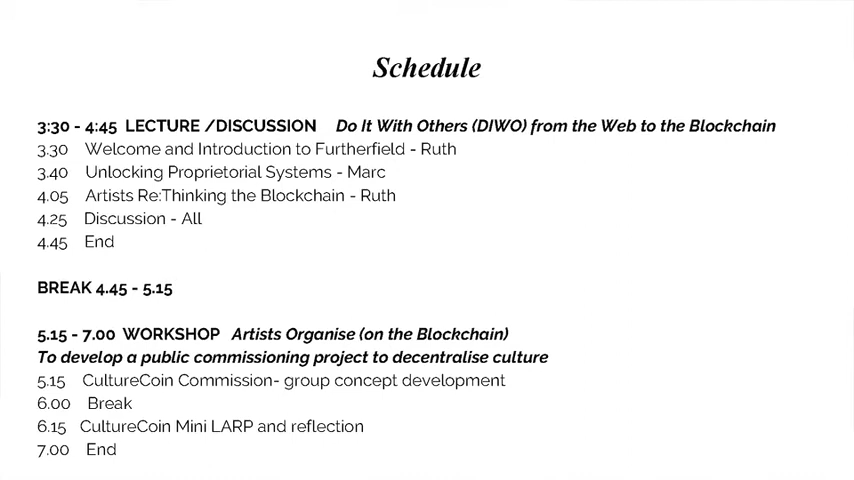 Schedule
3:30 - 4:45 LECTURE /DISCUSSION Do It With Others (DIWO) from the Web to the Blockchain
3.30 Welcome and Introduction to Furtherfield - Ruth
3.40 Unlocking Proprietorial Systems - Marc
4.05 Artists Re:Thinking the Blockchain - Ruth
4.25 Discussion - All
4.45 End
BREAK 4.45 - 5.15
5.15 - 7.00 WORKSHOP Artists Organise (on the Blockchain)
To develop a public commissioning project to decentralise culture
5.15 CultureCoin Commission- group concept development
6.00 Break
6.15 CultureCoin Mini LARP and reflection
7.00 End